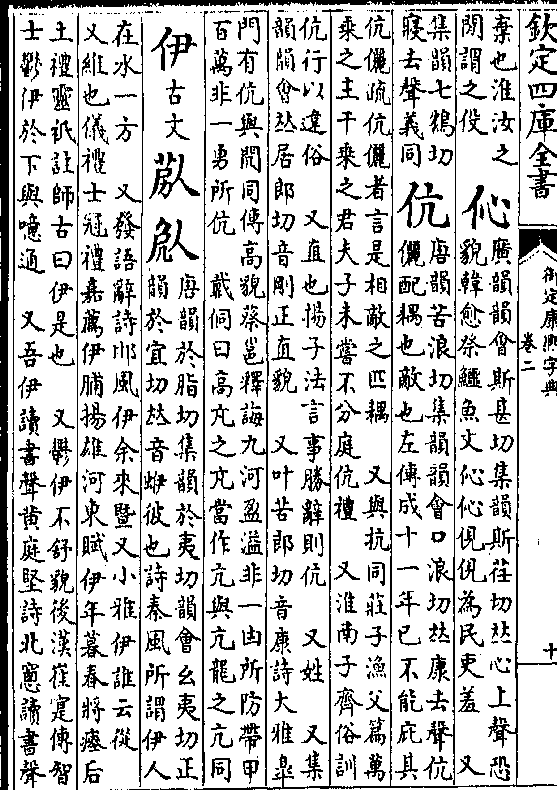 欽定四庫全書
御定康熙字典
卷二
十
棄也淮汝之
閒謂之伇
伈
廣韻韻會斯甚切集韻斯荏切𠀤心上聲恐
貌韓愈祭鱷魚文伈伈俔俔為民吏羞 又
集韻七鴆切
寢去聲義同
伉
唐韻苦浪切集韻韻會口浪切𠀤康去聲伉
儷配耦也敵也左傳成十一年已不能庇其
伉儷疏伉儷者言是相敵之匹耦 又與抗同莊子漁父篇萬
乘之主千乘之君夫子未嘗不分庭伉禮 又淮南子齊俗訓
伉行以違俗 又直也揚子法言事勝辭則伉 又姓 又集
韻韻會𠀤居郎切音剛正直貌 又叶苦郎切音康詩大雅臯
門有伉與閌同傳高貌蔡邕釋誨九河盈溢非一凷所防帶甲
百萬非一勇所伉 戴侗曰高亢之亢當作亢與亢龍之亢同
伊
古文
唐韻於脂切集韻於夷切韻會幺夷切正
韻於宜切𠀤音蛜彼也詩秦風所謂伊人
在水一方 又發語辭詩邶風伊余來曁又小雅伊誰云從
又維也儀禮士冠禮嘉薦伊脯揚雄河東賦伊年暮春將瘞后
土禮靈祇註師古曰伊是也 又鬱伊不舒貌後漢崔寔傳智
士鬱伊於下與噫通 又吾伊讀書聲黄庭堅詩北窻讀書聲